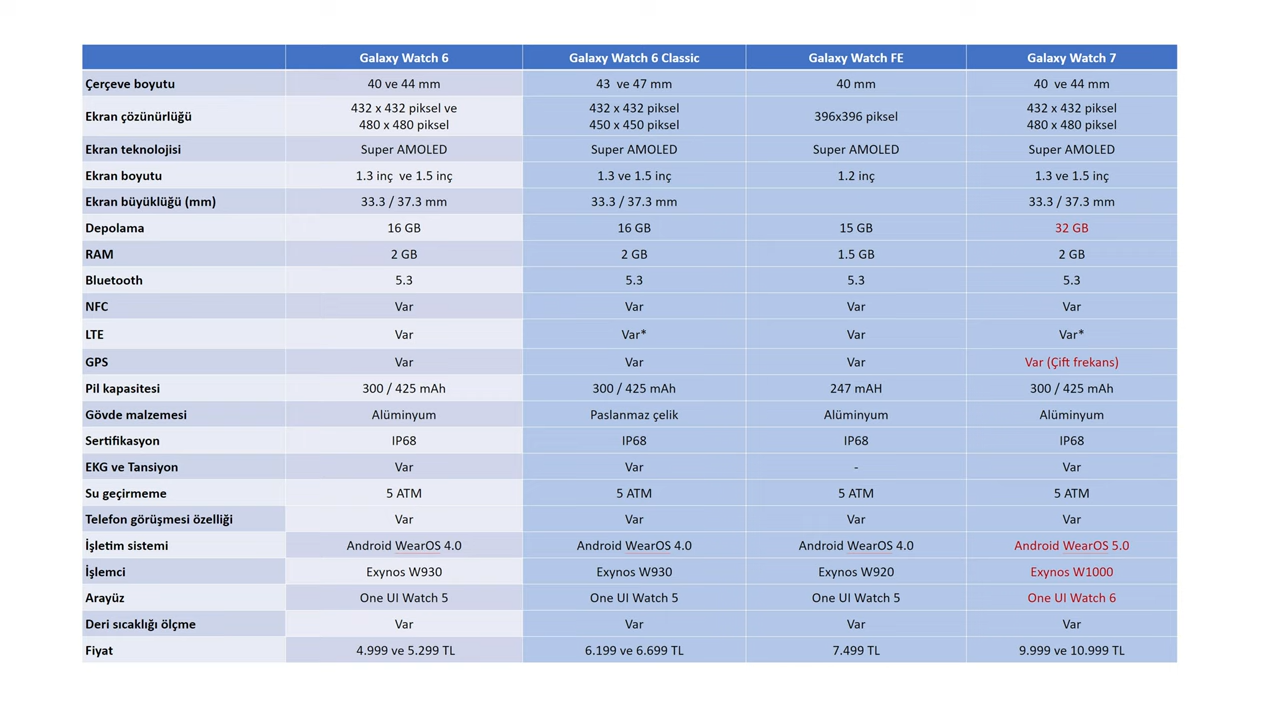 Galaxy Watch 6 Galaxy Watch 6 Classic Galaxy Watch FE Galaxy Watch 7
Çerçeve boyutu 40 ve 44 mm 43 ve 47 mm 40 mm 40 ve 44 mm
Ekran çözünürlüğü 432 x 432 piksel ve 480 x 480 piksel 432 x 432 piksel 450 x 450 piksel 396x396 piksel 432 x 432 piksel 480 x 480 piksel
Ekran teknolojisi Super AMOLED Super AMOLED Super AMOLED Super AMOLED
Ekran boyutu 1.3 inç ve 1.5 inç 1.3 ve 1.5 inç 1.2 inç 1.3 ve 1.5 inç
Ekran büyüklüğü (mm) 33.3 / 37.3 mm 33.3 / 37.3 mm 33.3 / 37.3 mm
Depolama 16 GB 16 GB 15 GB 32 GB
RAM 2 GB 2 GB 1.5 GB 2 GB
Bluetooth 5.3 5.3 5.3 5.3
NFC Var Var Var Var
LTE Var Var* Var Var*
GPS Var Var Var Var (Çift frekans)
Pil kapasitesi 300 / 425 mAh 300 / 425 mAh 247 mAH 300 / 425 mAh
Gövde malzemesi Alüminyum Paslanmaz çelik Alüminyum Alüminyum
Sertifikasyon IP68 IP68 IP68 IP68
EKG ve Tansiyon Var Var - Var
Su geçirmeme 5 ATM 5 ATM 5 ATM 5 ATM
Telefon görüşmesi özelliği Var Var Var Var
İşletim sistemi Android WearOS 4.0 Android WearOS 4.0 Android WearOS 4.0 Android WearOS 5.0
İşlemci Exynos W930 Exynos W930 Exynos W920 Exynos W1000
Arayüz One UI Watch 5 One UI Watch 5 One UI Watch 5 One UI Watch 6
Deri sıcaklığı ölçme Var Var Var Var
Fiyat 4.999 ve 5.299 TL 6.199 ve 6.699 TL 7.499 TL 9.999 ve 10.999 TL